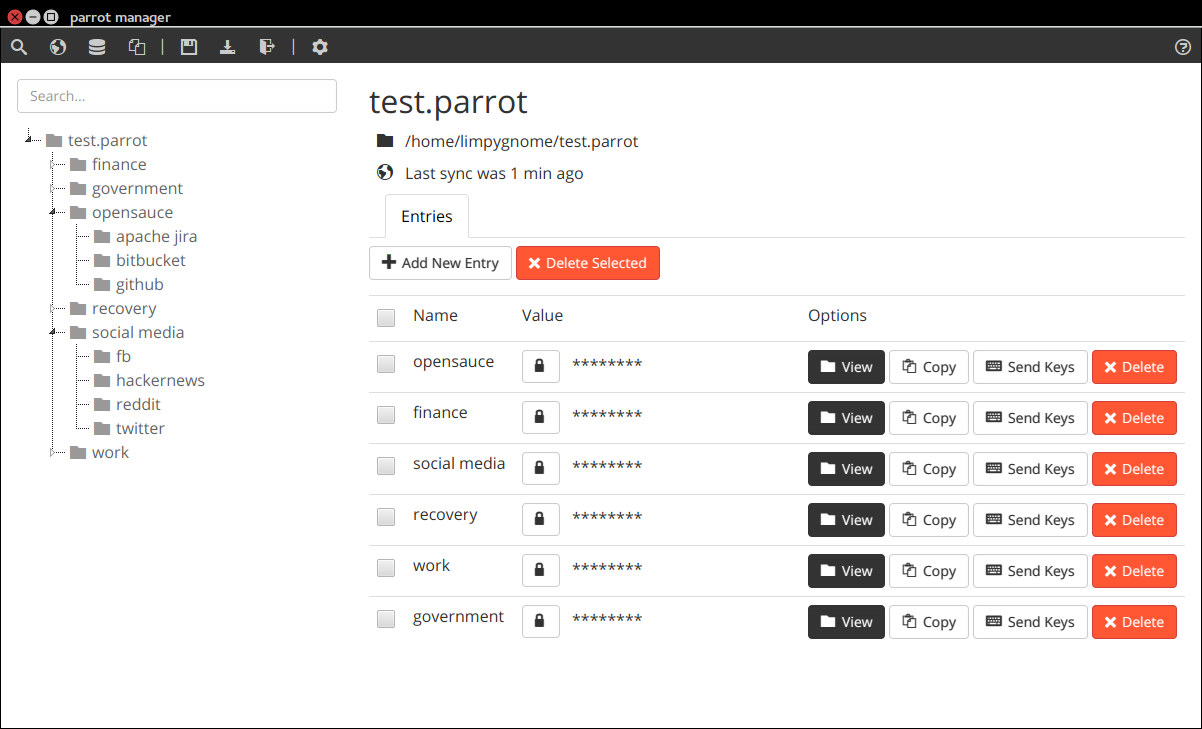 parrot manager
Search...
test.parrot
finance
government
opensauce
apache jira
bitbucket
github
recovery
social media
fb
hackernews
reddit
twitter
work
test.parrot
/home/limpygnome/test.parrot
Last sync was 1 min ago
Entries
Add New Entry Delete Selected
Name Value Options
opensauce ******** View Copy Send Keys Delete
finance ******** View Copy Send Keys Delete
social media ******** View Copy Send Keys Delete
recovery ******** View Copy Send Keys Delete
work ******** View Copy Send Keys Delete
government ******** View Copy Send Keys Delete